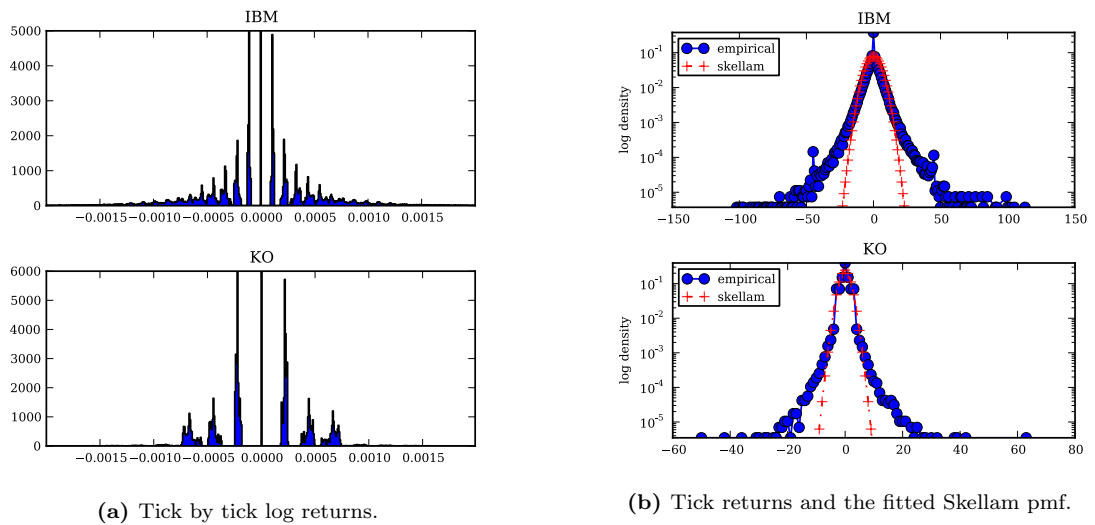 IBM
6000
5000
4000
3000
2000
1000
0
−0.0015−0.0010−0.0005 0.0000 0.0005 0.0010 0.0015
KO
6000
5000
4000
3000
2000
1000
0
−0.0015−0.0010−0.0005 0.0000 0.0005 0.0010 0.0015
(a) Tick by tick log returns.
IBM
empirical
skellam
log density
10⁻¹
10⁻²
10⁻³
10⁻⁴
10⁻⁵
−150 −100 −50 0 50 100 150
KO
empirical
skellam
log density
10⁻¹
10⁻²
10⁻³
10⁻⁴
10⁻⁵
−60 −40 −20 0 20 40 60 80
(b) Tick returns and the fitted Skellam pmf.